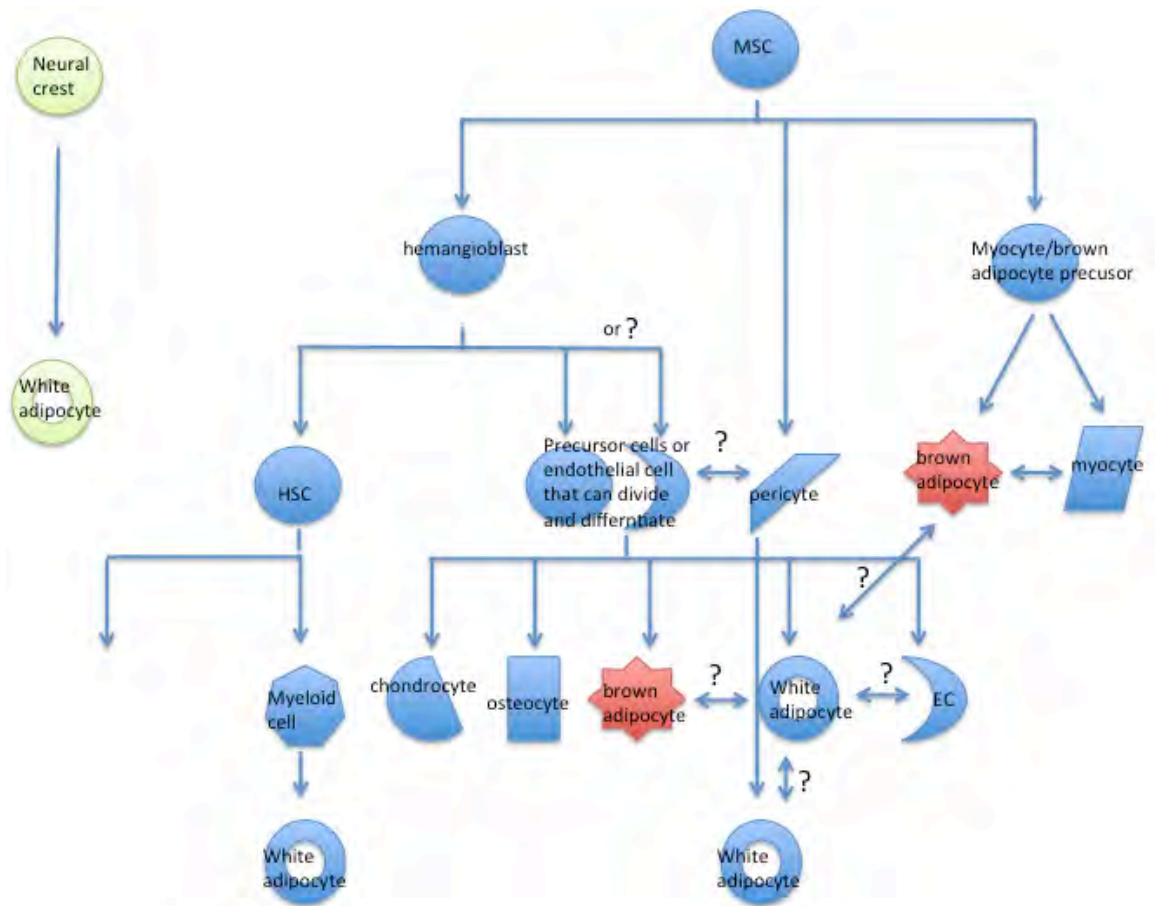 MSC
Neural
crest
hemangioblast
Myocyte/brown
adipocyte precusor
or ?
White
adipocyte
Precursor cells or
endothelial cell
that can divide
and differntiate
?
HSC
pericyte
brown
adipocyte
myocyte
?
Myeloid
cell
chondrocyte
osteocyte
brown
adipocyte
?
White
adipocyte
?
EC
?
White
adipocyte
White
adipocyte